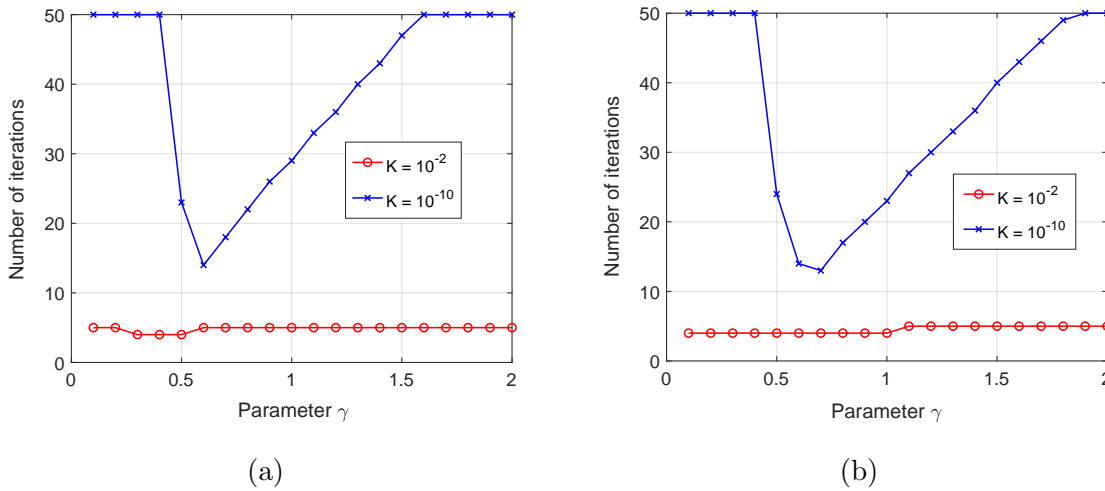 50
40
30
20
10
0
Number of iterations
K = 10^-2
K = 10^-10
0 0.5 1 1.5 2
Parameter γ
(a)
50
40
30
20
10
0
Number of iterations
K = 10^-2
K = 10^-10
0 0.5 1 1.5 2
Parameter γ
(b)